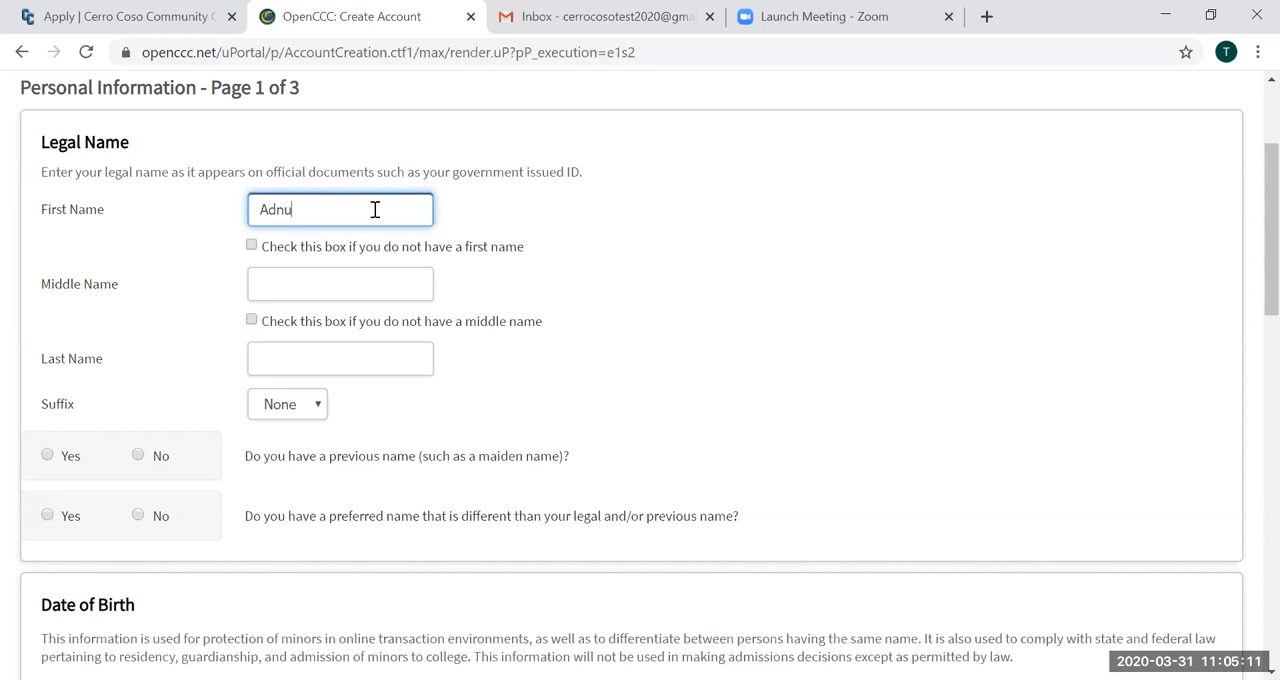 Apply | Cerro Coso Community C
OpenCCC: Create Account
Inbox - cerrocosotest2020@gma
Launch Meeting - Zoom
openccc.net/uPortal/p/AccountCreation.ctf1/max/render.uP?pP_execution=e1s2
T
Personal Information - Page 1 of 3
Legal Name
Enter your legal name as it appears on official documents such as your government issued ID.
First Name
Adnu
Check this box if you do not have a first name
Middle Name
Check this box if you do not have a middle name
Last Name
Suffix
None
Yes No Do you have a previous name (such as a maiden name)?
Yes No Do you have a preferred name that is different than your legal and/or previous name?
Date of Birth
This information is used for protection of minors in online transaction environments, as well as to differentiate between persons having the same name. It is also used to comply with state and federal law
pertaining to residency, guardianship, and admission of minors to college. This information will not be used in making admissions decisions except as permitted by law.
2020-03-31 11:05:11